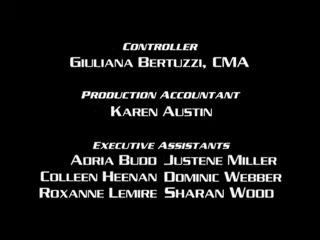 Controller
Giuliana Bertuzzi, CMA
Production Accountant
Karen Austin
Executive Assistants
Adria Budd Justene Miller
Colleen Heenan Dominic Webber
Roxanne Lemire Sharan Wood